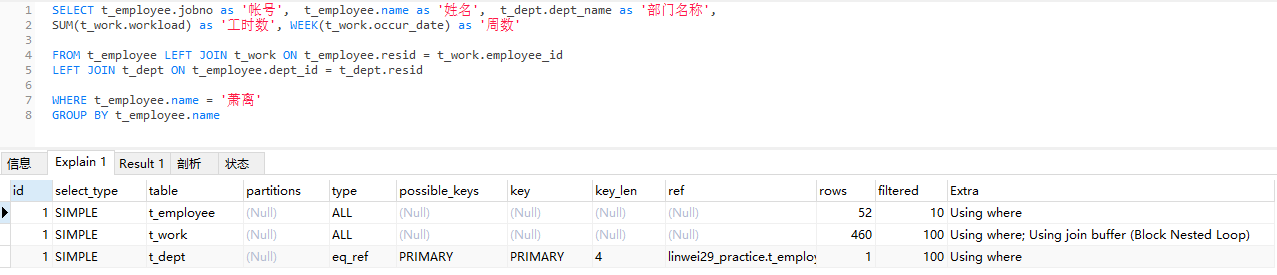 1 SELECT t_employee.jobno as '帐号', t_employee.name as '姓名', t_dept.dept_name as '部门名称',
2 SUM(t_work.workload) as '工时数', WEEK(t_work.occur_date) as '周数'
3
4 FROM t_employee LEFT JOIN t_work ON t_employee.resid = t_work.employee_id
5 LEFT JOIN t_dept ON t_employee.dept_id = t_dept.resid
6
7 WHERE t_employee.name = '萧离'
8 GROUP BY t_employee.name
信息 Explain 1 Result 1 剖析 状态
id select_type table partitions type possible_keys key key_len ref rows filtered Extra
1 SIMPLE t_employee (Null) ALL (Null) (Null) (Null) (Null) 52 10 Using where
1 SIMPLE t_work (Null) ALL (Null) (Null) (Null) (Null) 460 100 Using where; Using join buffer (Block Nested Loop)
1 SIMPLE t_dept (Null) eq_ref PRIMARY PRIMARY 4 linwei29_practice.t_employ 1 100 Using where